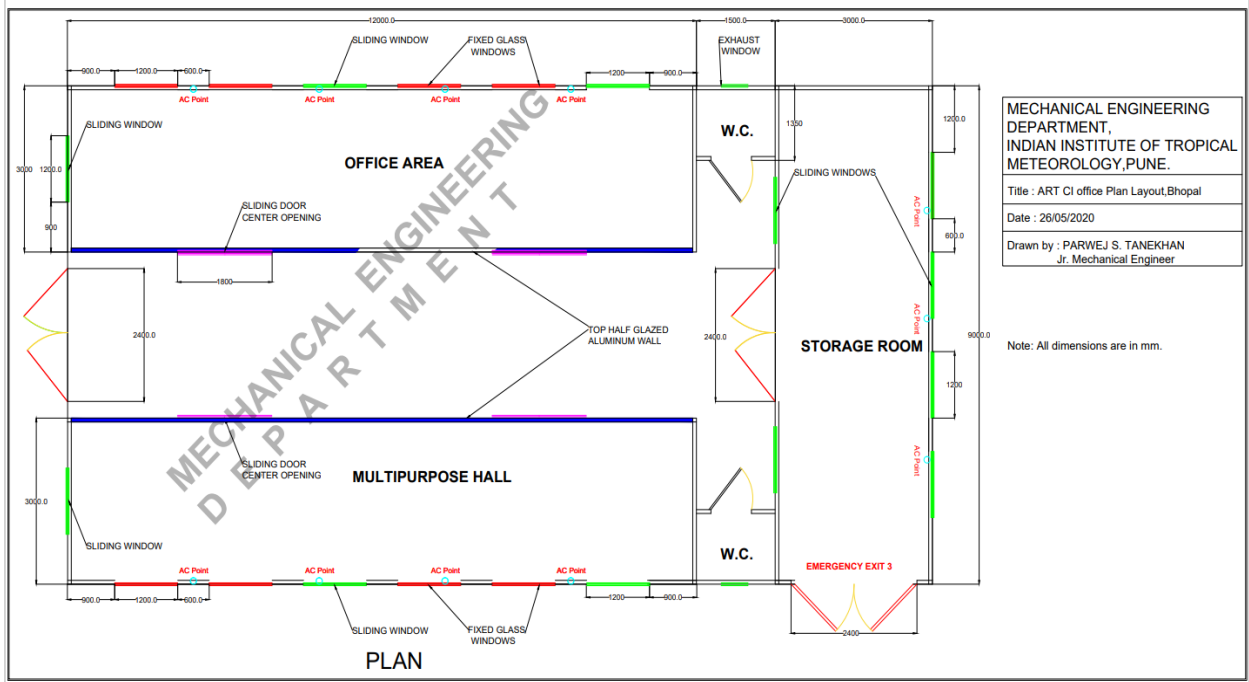 12000.0
1500.0
3000.0
SLIDING WINDOW
FIXED GLASS
WINDOWS
EXHAUST
WINDOW
900.0
1200.0
600.0
1200
900.0
AC Point
AC Point
AC Point
AC Point
SLIDING WINDOW
W.C.
1350
1200.0
MECHANICAL ENGINEERING
DEPARTMENT,
INDIAN INSTITUTE OF TROPICAL
METEOROLOGY,PUNE.
Title : ART CI office Plan Layout,Bhopal
Date : 26/05/2020
Drawn by : PARWEJ S. TANEKHAN
Jr. Mechanical Engineer
Note: All dimensions are in mm.
OFFICE AREA
3000
1200.0
900
SLIDING WINDOWS
AC Point
600.0
SLIDING DOOR
CENTER OPENING
1800
MECHANICAL ENGINEERING
DEPARTMENT
2400.0
TOP HALF GLAZED
ALUMINUM WALL
2400.0
STORAGE ROOM
AC Point
9000.0
1200
SLIDING DOOR
CENTER OPENING
MULTIPURPOSE HALL
AC Point
3000.0
SLIDING WINDOW
W.C.
AC Point
AC Point
AC Point
AC Point
EMERGENCY EXIT 3
900.0
1200.0
600.0
1200
900.0
SLIDING WINDOW
FIXED GLASS
WINDOWS
2400
PLAN